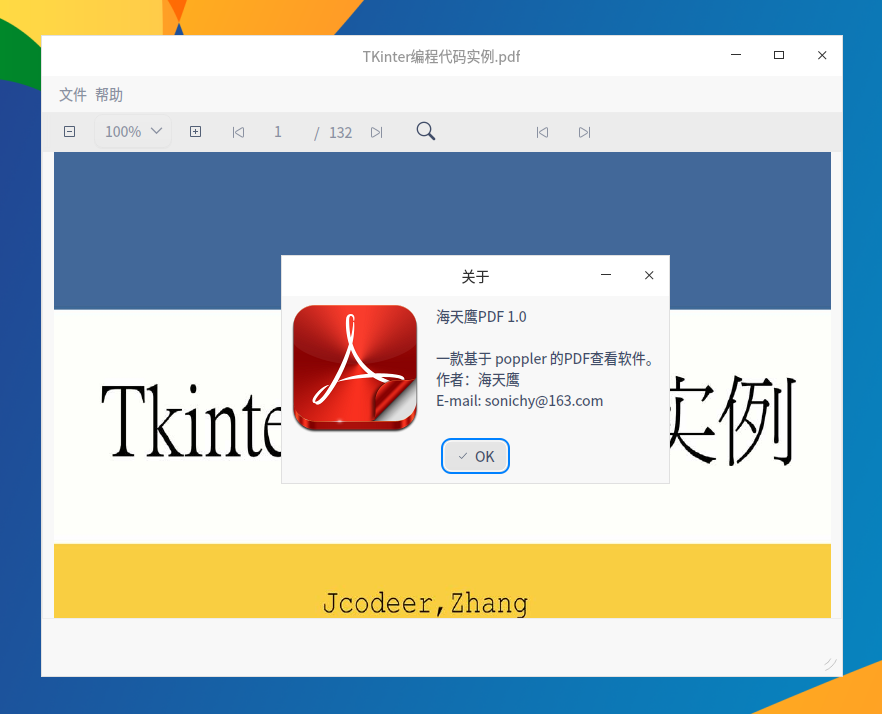 TKinter编程代码实例.pdf
文件 帮助
100% 1 / 132
关于
海天鹰PDF 1.0
一款基于 poppler 的PDF查看软件。
作者：海天鹰
E-mail: sonichy@163.com
OK
Tkinte 实例
Jcodeer,Zhang